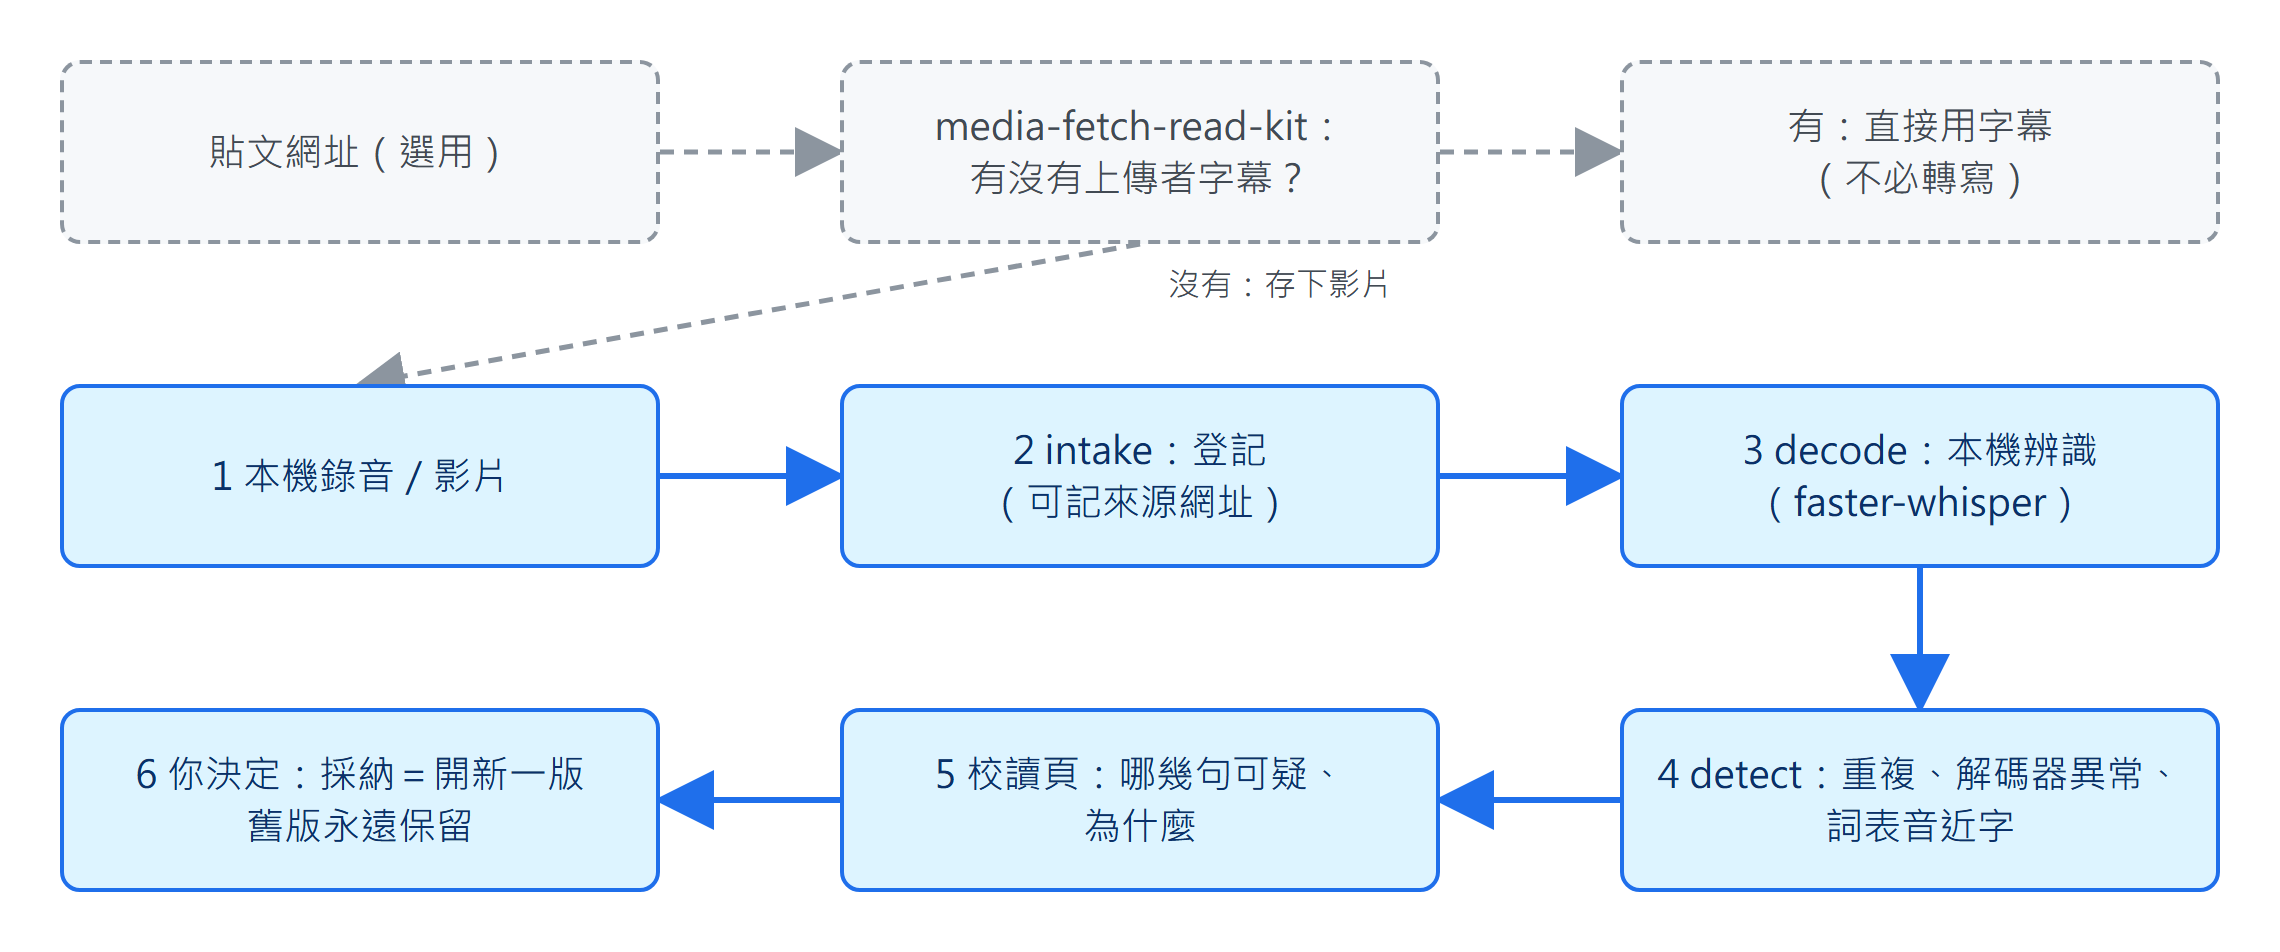 貼文網址（選用）
media-fetch-read-kit：
有沒有上傳者字幕？
有：直接用字幕
（不必轉寫）
沒有：存下影片
1 本機錄音 / 影片
2 intake：登記
（可記來源網址）
3 decode：本機辨識
（faster-whisper）
4 detect：重複、解碼器異常、
詞表音近字
5 校讀頁：哪幾句可疑、
為什麼
6 你決定：採納＝開新一版
舊版永遠保留